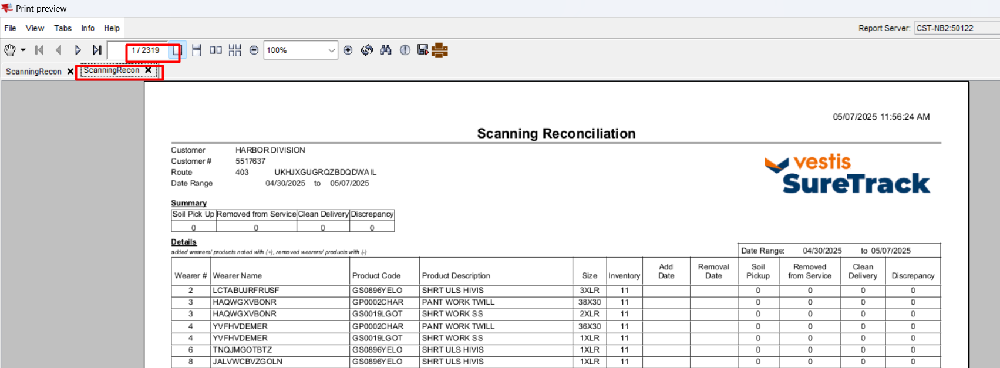 Print preview
File View Tabs Info Help Report Server: CST-NB2:50122
1 / 2319 100%
ScanningRecon ScanningRecon
05/07/2025 11:56:24 AM
Scanning Reconciliation
Customer HARBOR DIVISION
Customer # 5517637
Route 403 UKHJXGUGRQZBDQDWAIL
Date Range 04/30/2025 to 05/07/2025
vestis
SureTrack
Summary
Soil Pick Up Removed from Service Clean Delivery Discrepancy
0 0 0 0
Details
added wearers/ products noted with (+), removed wearers/ products with (-)
Date Range: 04/30/2025 to 05/07/2025
Wearer # Wearer Name Product Code Product Description Size Inventory Add Date Removal Date Soil Pickup Removed from Service Clean Delivery Discrepancy
2 LCTABUJRFRUSF GS0896YELO SHRT ULS HIVIS 3XLR 11 0 0 0 0
3 HAQWGXVBONR GP0002CHAR PANT WORK TWILL 38X30 11 0 0 0 0
3 HAQWGXVBONR GS0019LGOT SHRT WORK SS 2XLR 11 0 0 0 0
4 YVFHVDEMER GP0002CHAR PANT WORK TWILL 36X30 11 0 0 0 0
4 YVFHVDEMER GS0019LGOT SHRT WORK SS 1XLR 11 0 0 0 0
6 TNQJMGOTBTZ GS0896YELO SHRT ULS HIVIS 1XLR 11 0 0 0 0
8 JALVWCBVZGOLN GS0896YELO SHRT ULS HIVIS 1XLR 11 0 0 0 0